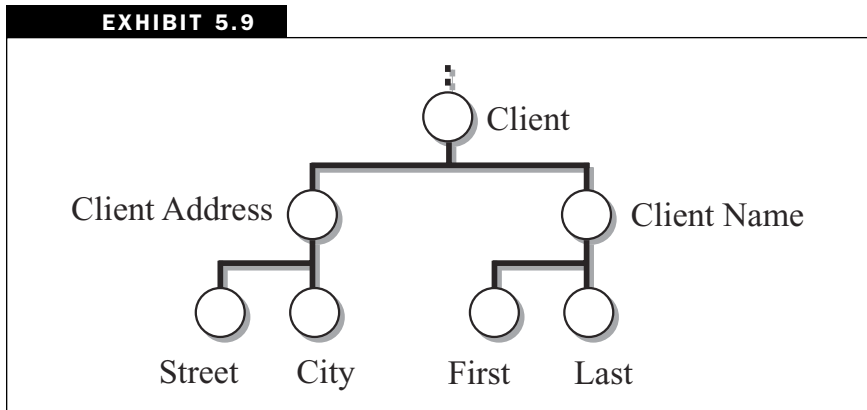 EXHIBIT 5.9
Client
Client Address
Client Name
Street
City
First
Last